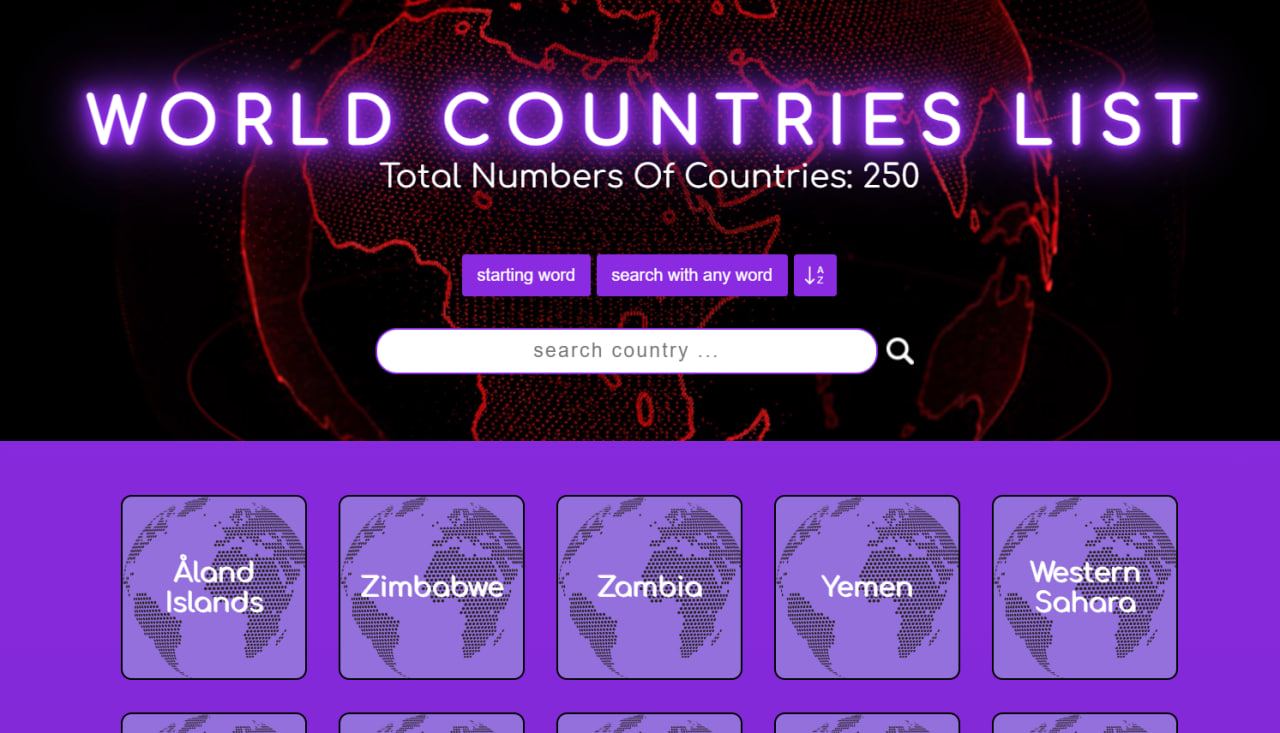 WORLD COUNTRIES LIST
Total Numbers Of Countries: 250
starting word
search with any word
A
Z
search country ...
Åland
Islands
Zimbabwe
Zambia
Yemen
Western
Sahara